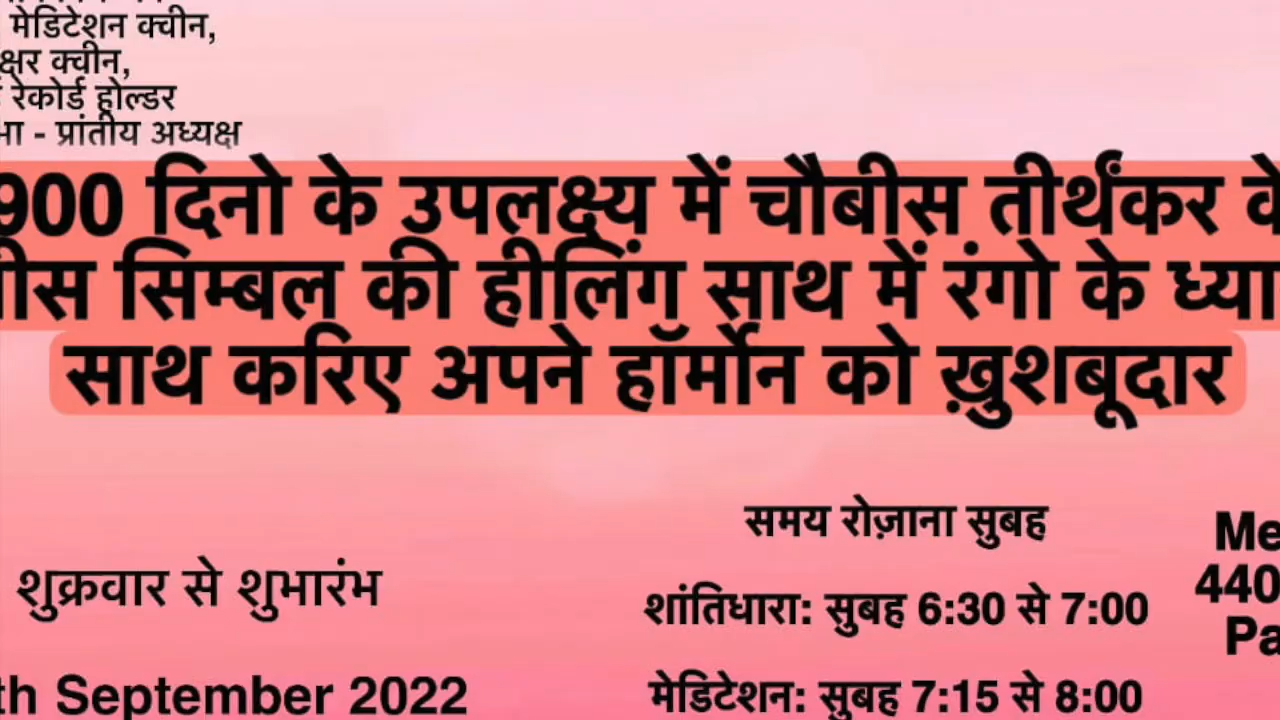 मेडिटेशन क्वीन,
क्षर क्वीन,
रेकोर्ड होल्डर
भा - प्रांतीय अध्यक्ष
900 दिनो के उपलक्ष्य में चौबीस तीर्थंकर के
बीस सिम्बल की हीलिंग साथ में रंगो के ध्या
साथ करिए अपने हॉर्मोन को ख़ुशबूदार
समय रोज़ाना सुबह
Me
शुक्रवार से शुभारंभ
440
शांतिधारा: सुबह 6:30 से 7:00
Pa
th September 2022
मेडिटेशन: सुबह 7:15 से 8:00